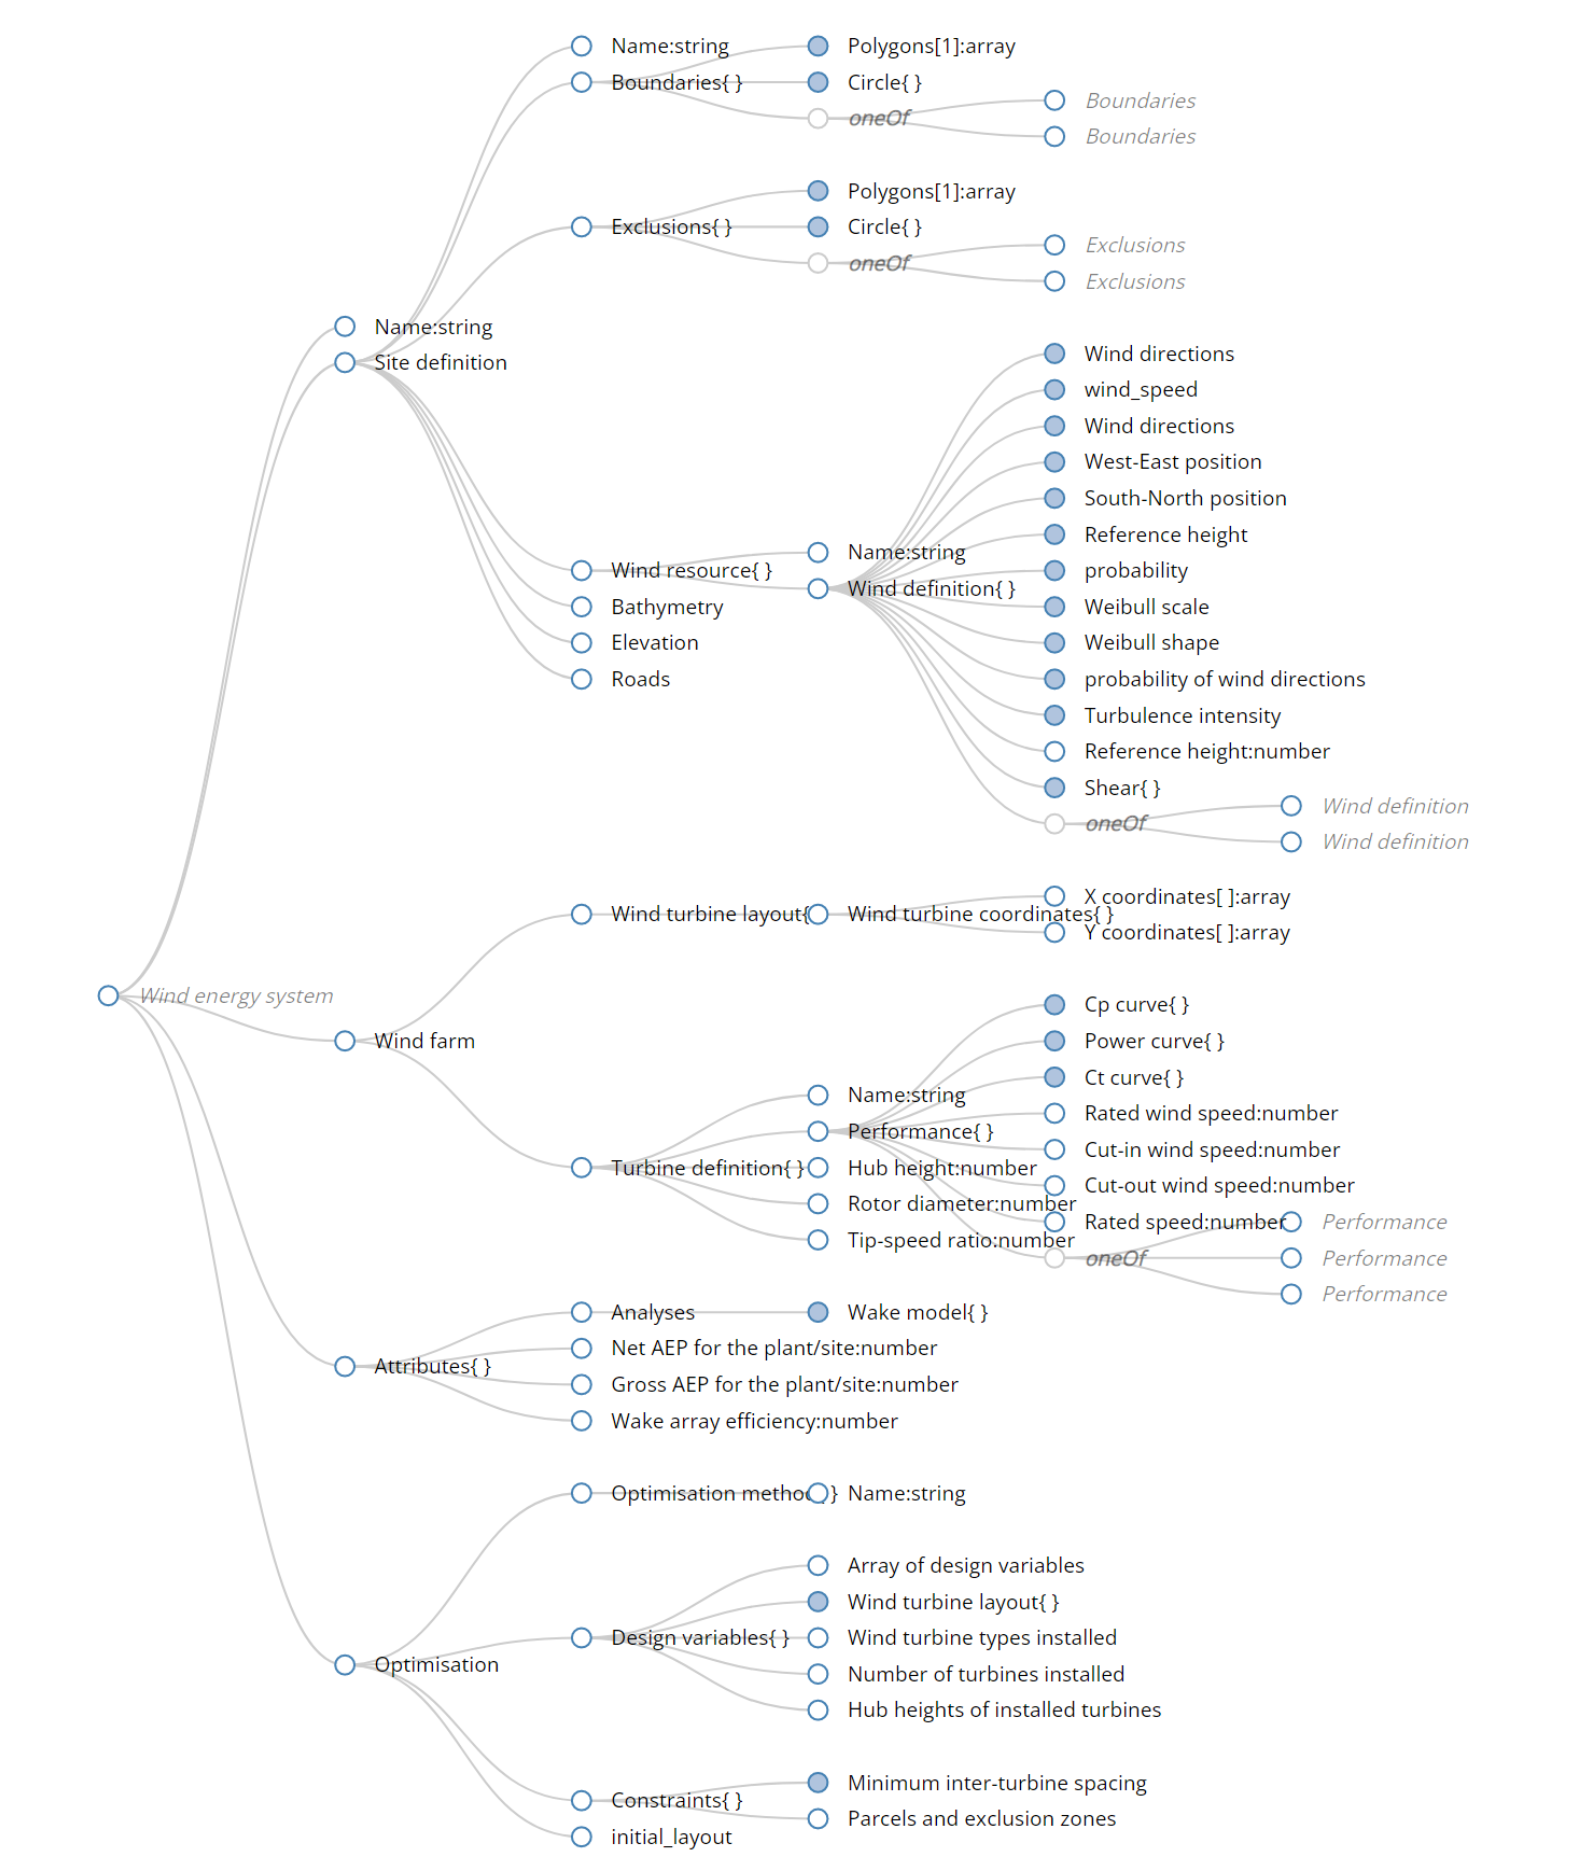 Name:string
Polygons[1]:array
Boundaries{ }
Circle{ }
oneOf
Boundaries
Boundaries
Polygons[1]:array
Exclusions{ }
Circle{ }
oneOf
Exclusions
Exclusions
Name:string
Site definition
Wind directions
wind_speed
Wind directions
West-East position
South-North position
Reference height
Name:string
Wind resource{ }
probability
Wind definition{ }
Bathymetry
Weibull scale
Elevation
Weibull shape
Roads
probability of wind directions
Turbulence intensity
Reference height:number
Shear{ }
Wind definition
oneOf
Wind definition
X coordinates[ ]:array
Wind turbine layout{
Wind turbine coordinates{ }
Y coordinates[ ]:array
Wind energy system
Cp curve{ }
Wind farm
Power curve{ }
Ct curve{ }
Name:string
Rated wind speed:number
Performance{ }
Cut-in wind speed:number
Turbine definition{ }
Hub height:number
Cut-out wind speed:number
Rotor diameter:number
Rated speed:number
Performance
Tip-speed ratio:number
oneOf
Performance
Performance
Analyses
Wake model{ }
Net AEP for the plant/site:number
Attributes{ }
Gross AEP for the plant/site:number
Wake array efficiency:number
Optimisation method{ }
Name:string
Array of design variables
Wind turbine layout{ }
Design variables{ }
Wind turbine types installed
Optimisation
Number of turbines installed
Hub heights of installed turbines
Minimum inter-turbine spacing
Constraints{ }
Parcels and exclusion zones
initial_layout